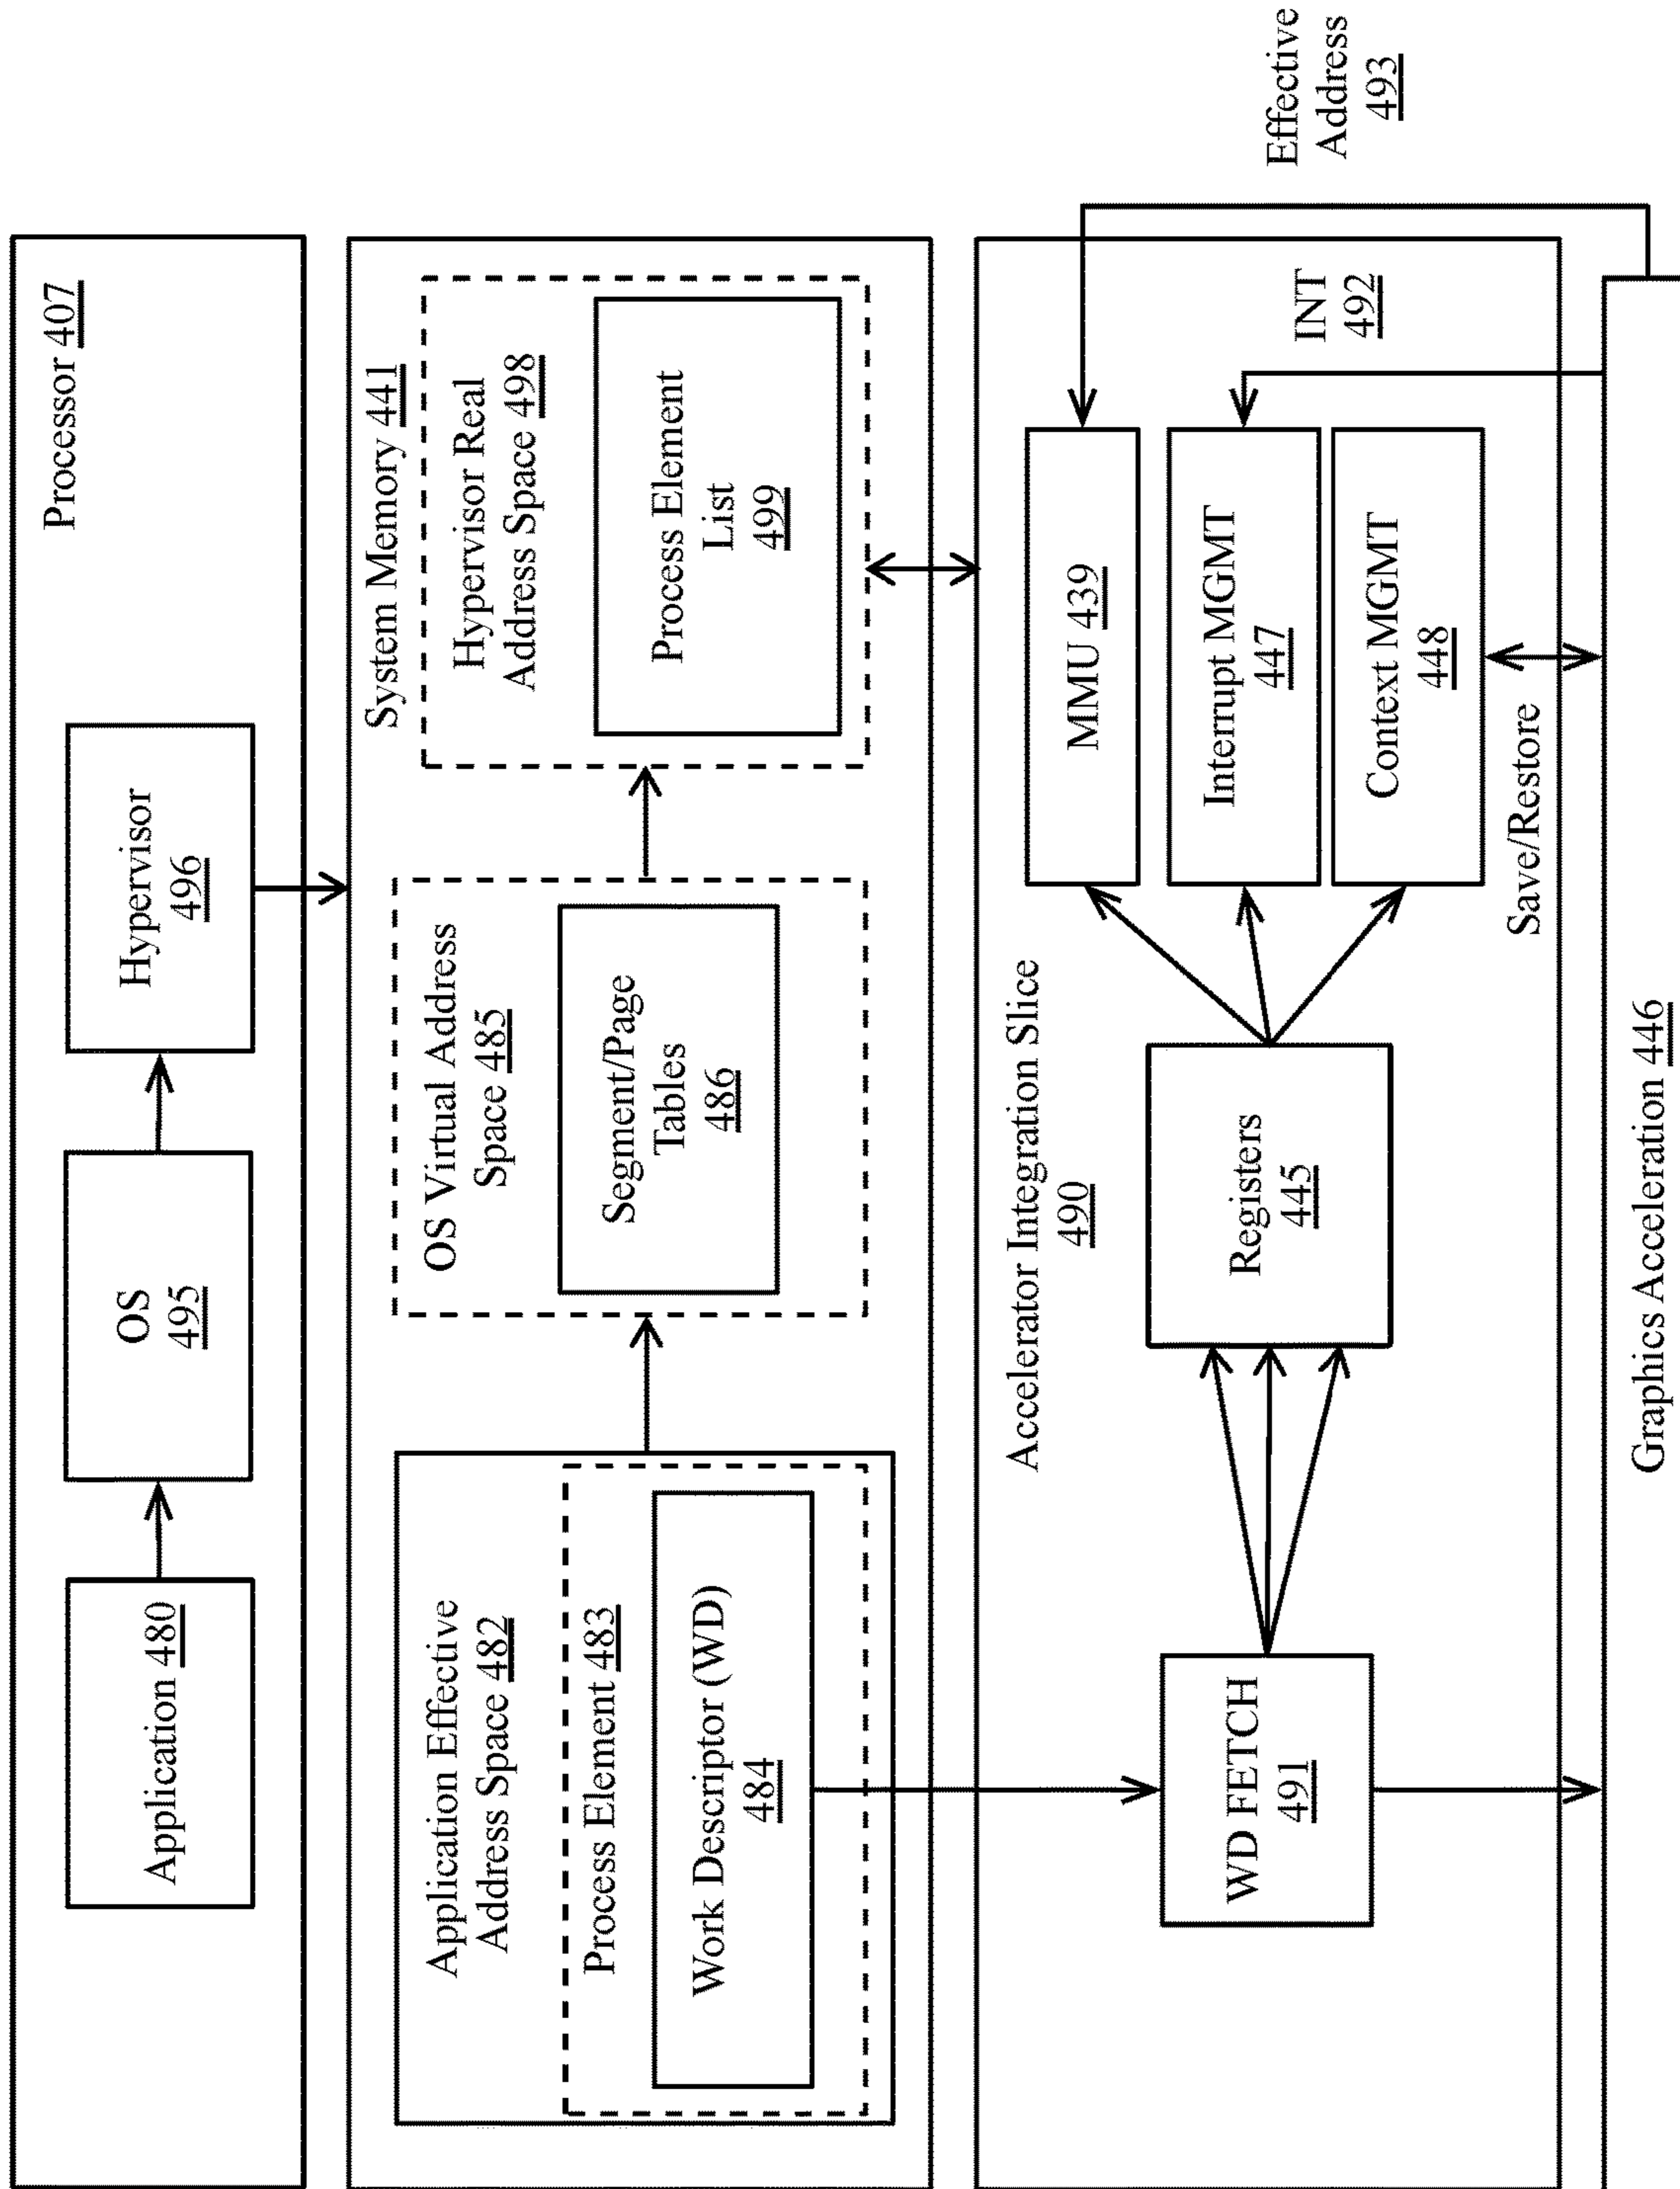 Processor 407
Application 480
OS
495
Hypervisor
496
System Memory 441
Application Effective
Address Space 482
Process Element 483
Work Descriptor (WD)
484
OS Virtual Address
Space 485
Segment/Page
Tables
486
Hypervisor Real
Address Space 498
Process Element
List
499
Accelerator Integration Slice
490
WD FETCH
491
Registers
445
MMU 439
Interrupt MGMT
447
Context MGMT
448
INT
492
Effective
Address
493
Save/Restore
Graphics Acceleration 446